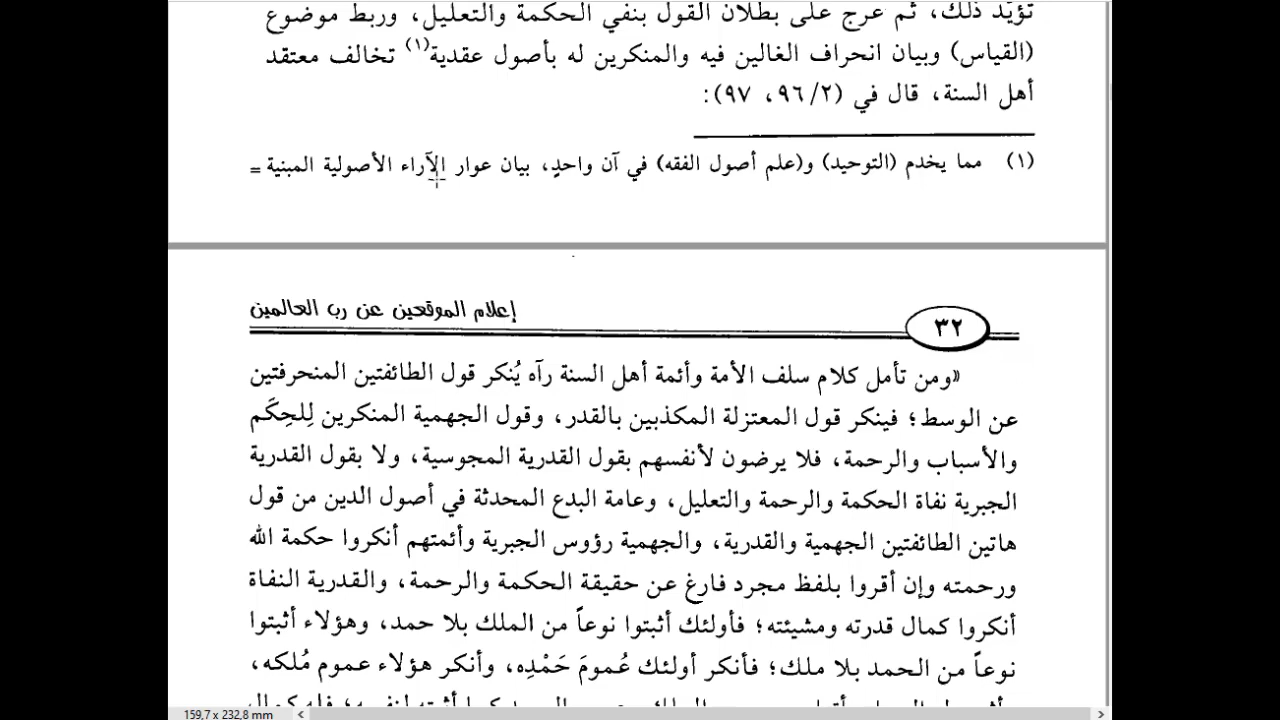 تؤيّد ذلك، ثم عرج على بطلان القول بنفي الحكمة والتعليل، وربط موضوع
(القياس) وبيان انحراف الغالين فيه والمنكرين له بأصول عقدية(١) تخالف معتقد
أهل السنة، قال في (٢/ ٩٦، ٩٧):
(١) مما يخدم (التوحيد) و(علم أصول الفقه) في آن واحدٍ، بيان عوار الآراء الأصولية المبنية =
إعلام الموقعين عن رب العالمين
٣٢
«ومن تأمل كلام سلف الأمة وأئمة أهل السنة رآه يُنكر قول الطائفتين المنحرفتين
عن الوسط؛ فينكر قول المعتزلة المكذبين بالقدر، وقول الجهمية المنكرين لِلحِكَم
والأسباب والرحمة، فلا يرضون لأنفسهم بقول القدرية المجوسية، ولا بقول القدرية
الجبرية نفاة الحكمة والرحمة والتعليل، وعامة البدع المحدثة في أصول الدين من قول
هاتين الطائفتين الجهمية والقدرية، والجهمية رؤوس الجبرية وأئمتهم أنكروا حكمة الله
ورحمته وإن أقروا بلفظ مجرد فارغ عن حقيقة الحكمة والرحمة، والقدرية النفاة
أنكروا كمال قدرته ومشيئته؛ فأولئك أثبتوا نوعاً من الملك بلا حمد، وهؤلاء أثبتوا
نوعاً من الحمد بلا ملك؛ فأنكر أولئك عُمومَ حَمْدِه، وأنكر هؤلاء عموم مُلكه،
159,7 x 232,8 mm